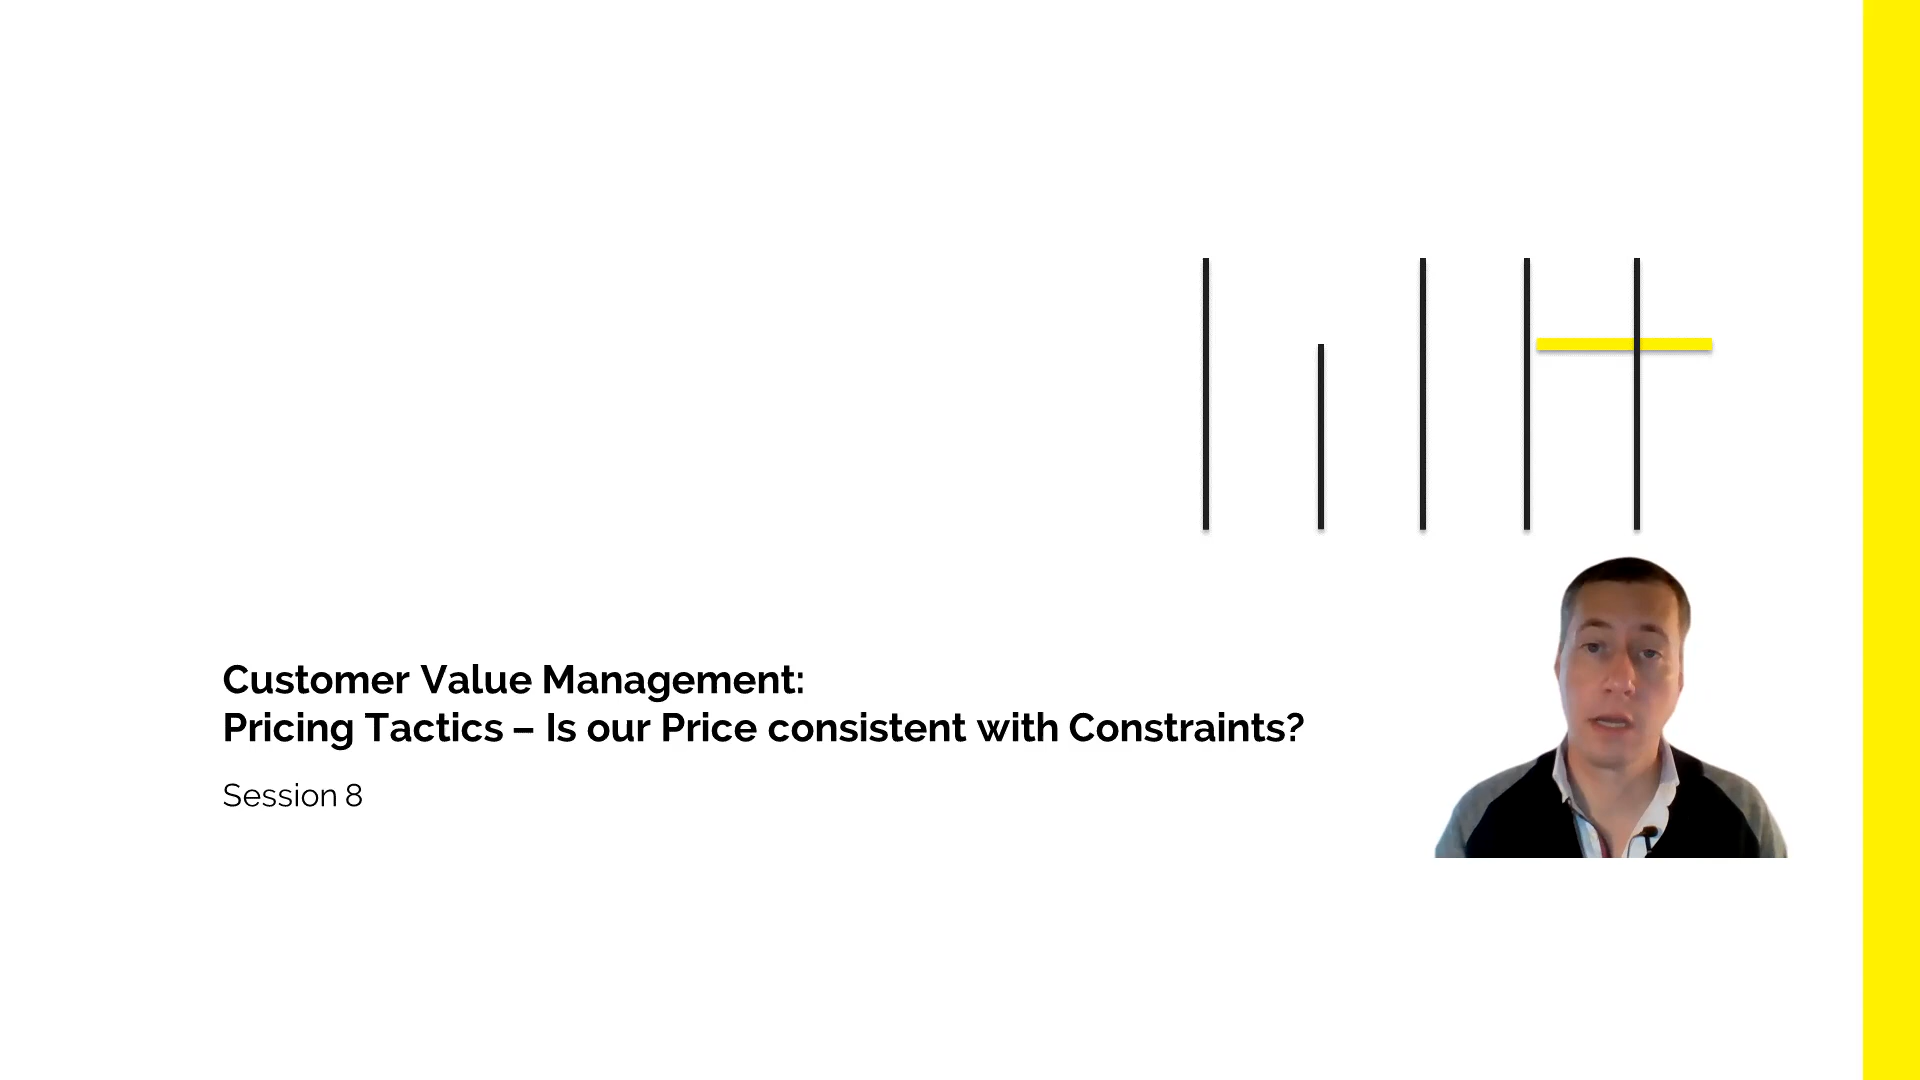 Customer Value Management:
Pricing Tactics – Is our Price consistent with Constraints?
Session 8